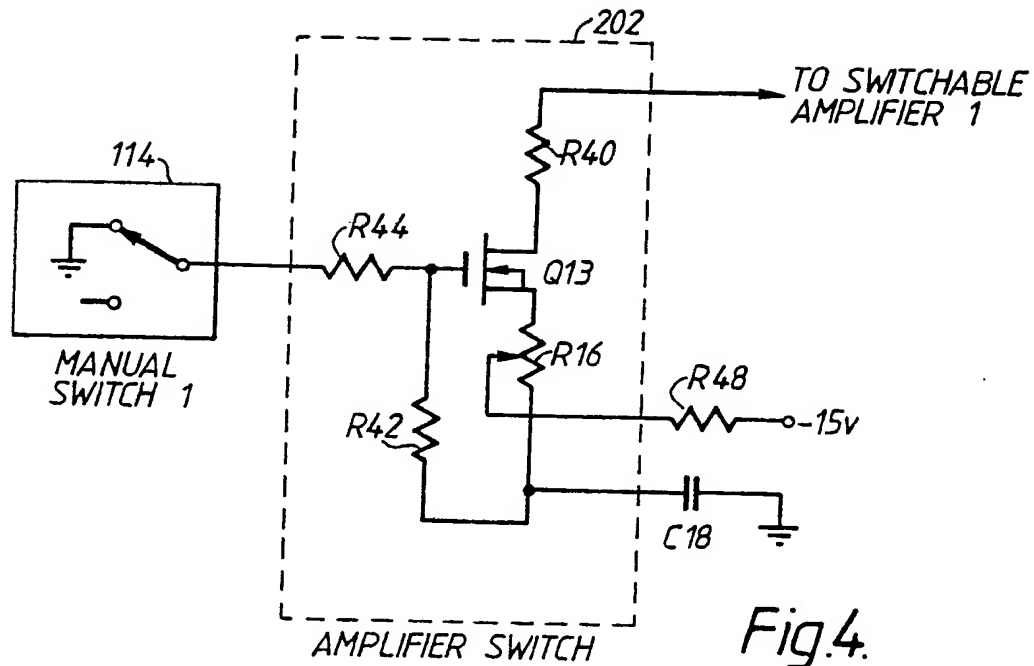 202
TO SWITCHABLE
AMPLIFIER 1
R40
114
R44
Q13
MANUAL
SWITCH 1
R16
R48
-15v
R42
C18
AMPLIFIER SWITCH
Fig.4.